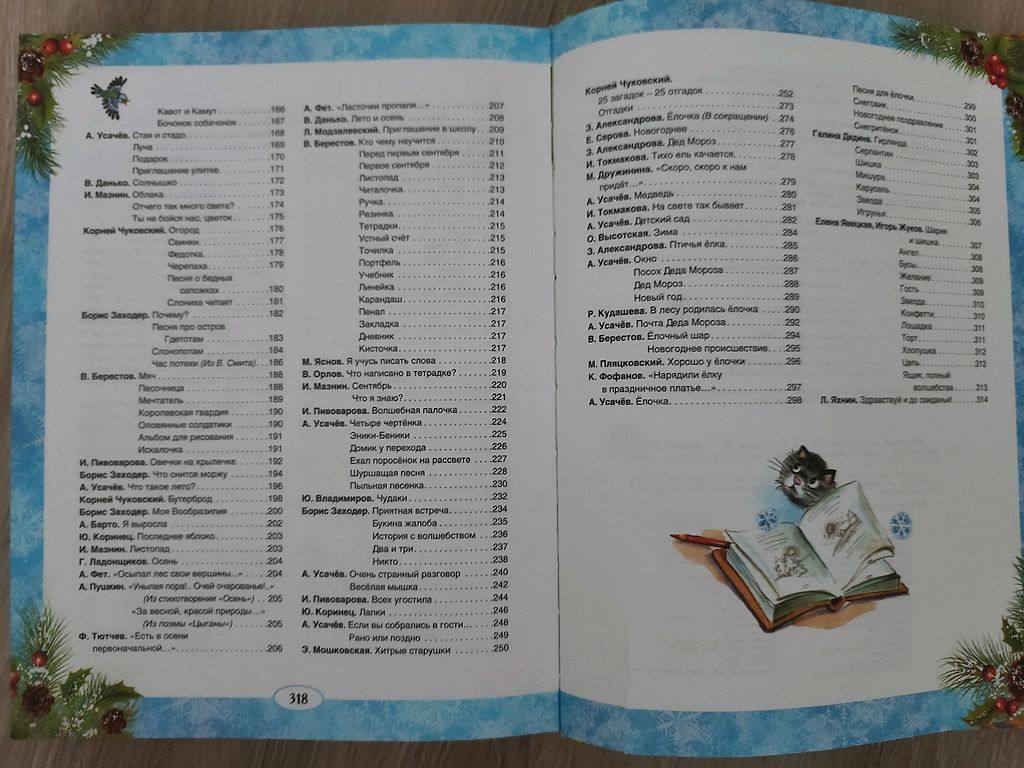 Кавот и Камут ..... 166
Бочонок собачонок ..... 167
А. Усачёв. Стая и стадо ..... 168
Луна ..... 169
Подарок ..... 170
Приглашение улитке ..... 171
В. Данько. Солнышко ..... 172
И. Мазнин. Облака ..... 173
Отчего так много света? ..... 174
Ты не бойся нас, цветок ..... 175
Корней Чуковский. Огород ..... 176
Свинки ..... 177
Федотка ..... 178
Черепаха ..... 179
Песня о бедных
сапожках ..... 180
Слониха читает ..... 181
Борис Заходер. Почему? ..... 182
Песня про остров
Гдетотам ..... 183
Слонопотам ..... 184
Час потехи (Из В. Смита) ..... 186
В. Берестов. Мяч ..... 188
Песочница ..... 188
Мечтатель ..... 189
Королевская гвардия ..... 190
Оловянные солдатики ..... 190
Альбом для рисования ..... 191
Искалочка ..... 191
И. Пивоварова. Овечки на крылечке ..... 192
Борис Заходер. Что снится моржу ..... 194
А. Усачёв. Что такое лето? ..... 196
Корней Чуковский. Бутерброд ..... 198
Борис Заходер. Моя Вообразилия ..... 200
А. Барто. Я выросла ..... 202
Ю. Коринец. Последнее яблоко ..... 203
И. Мазнин. Листопад ..... 203
Г. Ладонщиков. Осень ..... 204
А. Фет. «Осыпал лес свои вершины...» ..... 204
А. Пушкин. «Унылая пора!.. Очей очарованье!..»
(Из стихотворения «Осень») ..... 205
«За весной, красой природы...»
(Из поэмы «Цыганы») ..... 205
Ф. Тютчев. «Есть в осени
первоначальной...» ..... 206
А. Фет. «Ласточки пропали...» ..... 207
В. Данько. Лето и осень ..... 208
Л. Модзалевский. Приглашение в школу ..... 209
В. Берестов. Кто чему научится ..... 210
Перед первым сентября ..... 211
Первое сентября ..... 212
Листопад ..... 213
Читалочка ..... 213
Ручка ..... 214
Резинка ..... 214
Тетрадки ..... 215
Устный счёт ..... 215
Точилка ..... 215
Портфель ..... 216
Учебник ..... 216
Линейка ..... 216
Карандаш ..... 216
Пенал ..... 217
Закладка ..... 217
Дневник ..... 217
Кисточка ..... 217
М. Яснов. Я учусь писать слова ..... 218
В. Орлов. Что написано в тетрадке? ..... 219
И. Мазнин. Сентябрь ..... 220
Что я знаю? ..... 221
И. Пивоварова. Волшебная палочка ..... 222
А. Усачёв. Четыре чертёнка ..... 224
Эники-Беники ..... 225
Домик у перехода ..... 226
Ехал поросёнок на рассвете ..... 227
Шуршащая песня ..... 228
Пыльная песенка ..... 230
Ю. Владимиров. Чудаки ..... 232
Борис Заходер. Приятная встреча ..... 234
Букина жалоба ..... 235
История с волшебством ..... 236
Два и три ..... 237
Никто ..... 238
А. Усачёв. Очень странный разговор ..... 240
Весёлая мышка ..... 242
И. Пивоварова. Всех угостила ..... 244
Ю. Коринец. Лапки ..... 246
А. Усачёв. Если вы собрались в гости... ..... 248
Рано или поздно ..... 249
Э. Мошковская. Хитрые старушки ..... 250
318
Корней Чуковский.
25 загадок – 25 отгадок ..... 252
Отгадки ..... 273
З. Александрова. Ёлочка (В сокращении) ..... 274
Е. Серова. Новогоднее ..... 276
З. Александрова. Дед Мороз ..... 277
И. Токмакова. Тихо ель качается ..... 278
М. Дружинина. «Скоро, скоро к нам
придёт...» ..... 279
А. Усачёв. Медведь ..... 280
И. Токмакова. На свете так бывает ..... 281
А. Усачёв. Детский сад ..... 282
О. Высотская. Зима ..... 284
З. Александрова. Птичья ёлка ..... 285
А. Усачёв. Окно ..... 286
Посох Деда Мороза ..... 287
Дед Мороз ..... 288
Новый год ..... 289
Р. Кудашева. В лесу родилась ёлочка ..... 290
А. Усачёв. Почта Деда Мороза ..... 292
В. Берестов. Ёлочный шар ..... 294
Новогоднее происшествие ..... 295
М. Пляцковский. Хорошо у ёлочки ..... 296
К. Фофанов. «Нарядили ёлку
в праздничное платье...» ..... 297
А. Усачёв. Ёлочка ..... 298
Песня для ёлочки ..... 299
Снеговик ..... 300
Новогоднее поздравление ..... 301
Снегритёнок ..... 301
Галина Дядина. Гирлянда ..... 302
Серпантин ..... 302
Шишка ..... 303
Мишура ..... 303
Карусель ..... 304
Звезда ..... 304
Игрунья ..... 305
306
Елена Явецкая, Игорь Жуков. Шарик
и шишка ..... 307
Ангел ..... 308
Бусы ..... 308
Желание ..... 309
Гость ..... 309
Звезда ..... 310
Конфетти ..... 310
Лошадка ..... 311
Торт ..... 311
Хлопушка ..... 312
Цепь ..... 312
Ящик, полный
волшебства ..... 313
Л. Яхнин. Здравствуй и до свиданья! ..... 314